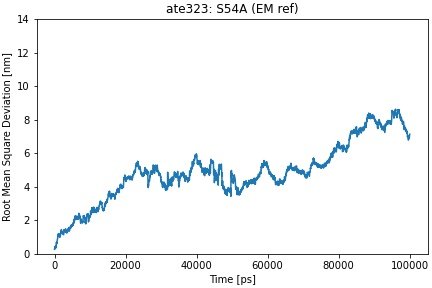 ate323: S54A (EM ref)
Root Mean Square Deviation [nm]
14
12
10
8
6
4
2
0
0 20000 40000 60000 80000 100000
Time [ps]